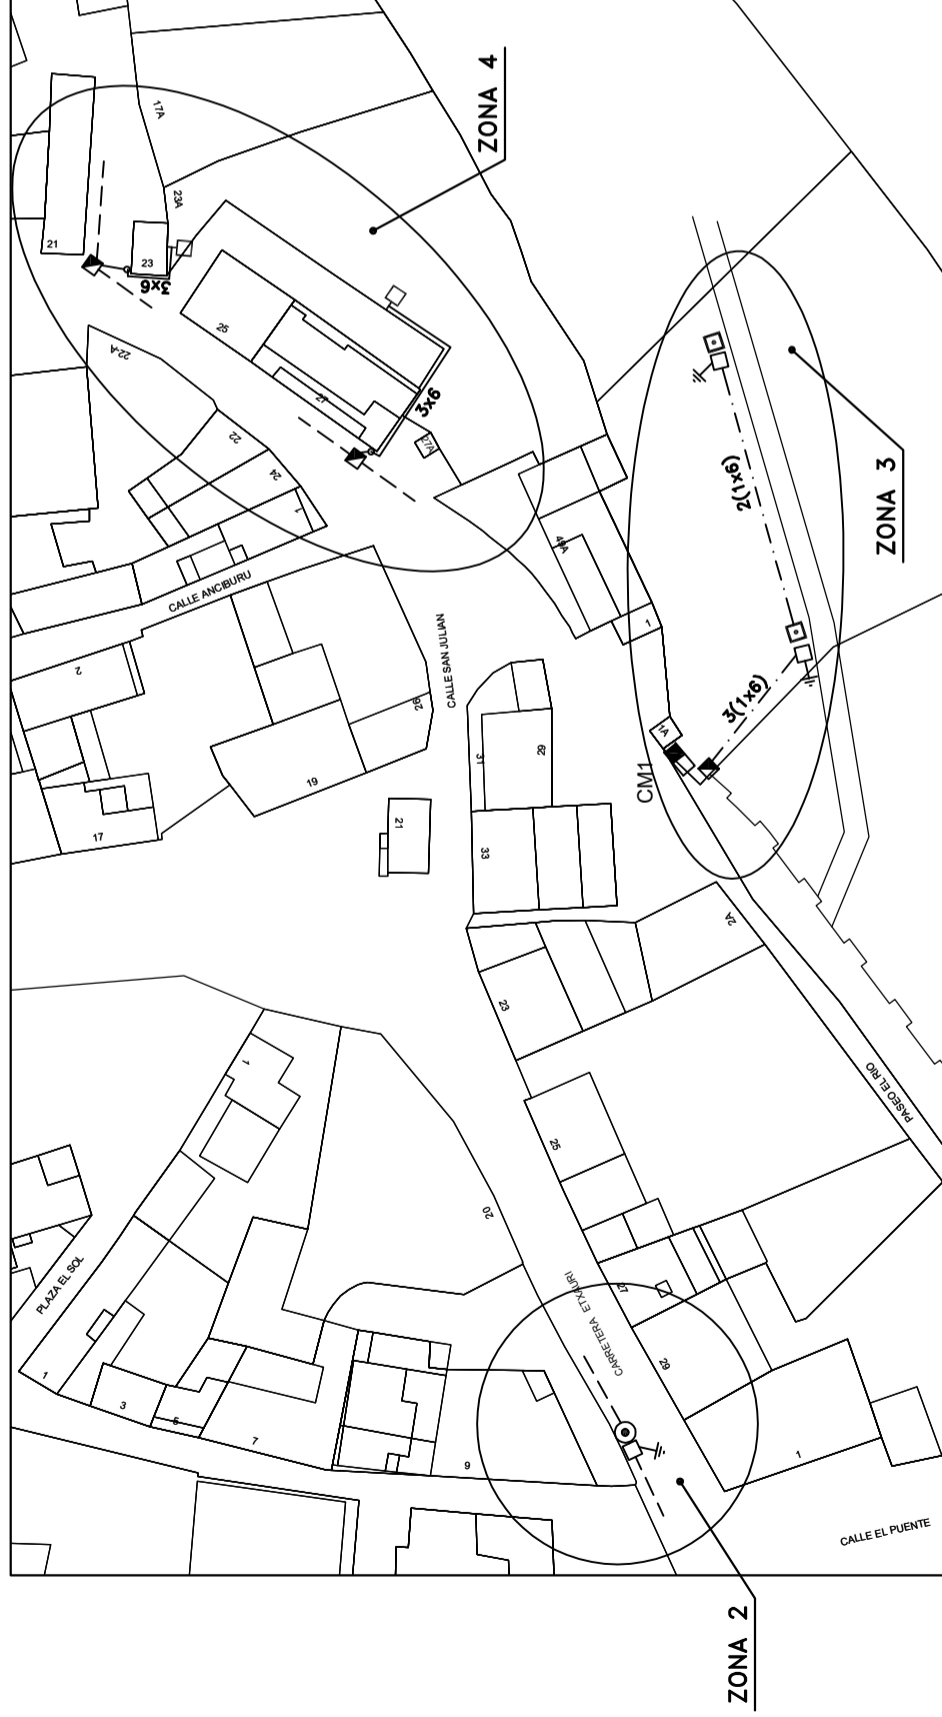 ZONA 4
17A
23A
21
23
3x6
25
22-A
27
3x6
27A
22
24
1
49A
CALLE ANCIBURU
2
CALLE SAN JULIAN
26
1
ZONA 3
2(1x6)
3(1x6)
1A
CM1
19
17
21
31
29
33
2A
23
PASEO EL RIO
1
25
20
PLAZA EL SOL
27
CARRETERA ETXAURI
29
1
3
5
7
9
1
CALLE EL PUENTE
ZONA 2